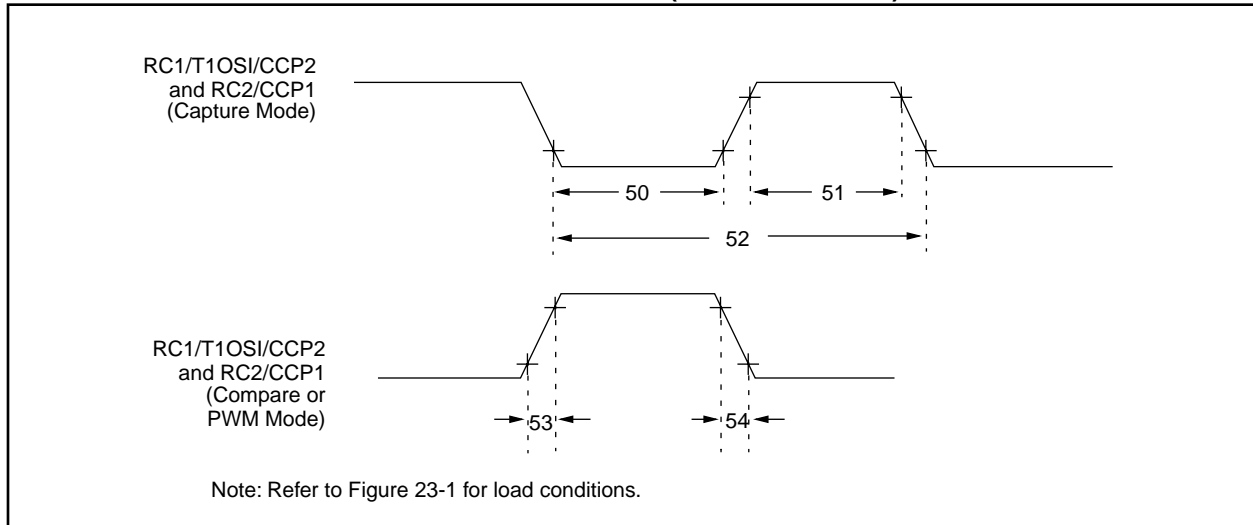 RC1/T1OSI/CCP2
and RC2/CCP1
(Capture Mode)
50
51
52
RC1/T1OSI/CCP2
and RC2/CCP1
(Compare or
PWM Mode)
53
54
Note: Refer to Figure 23-1 for load conditions.